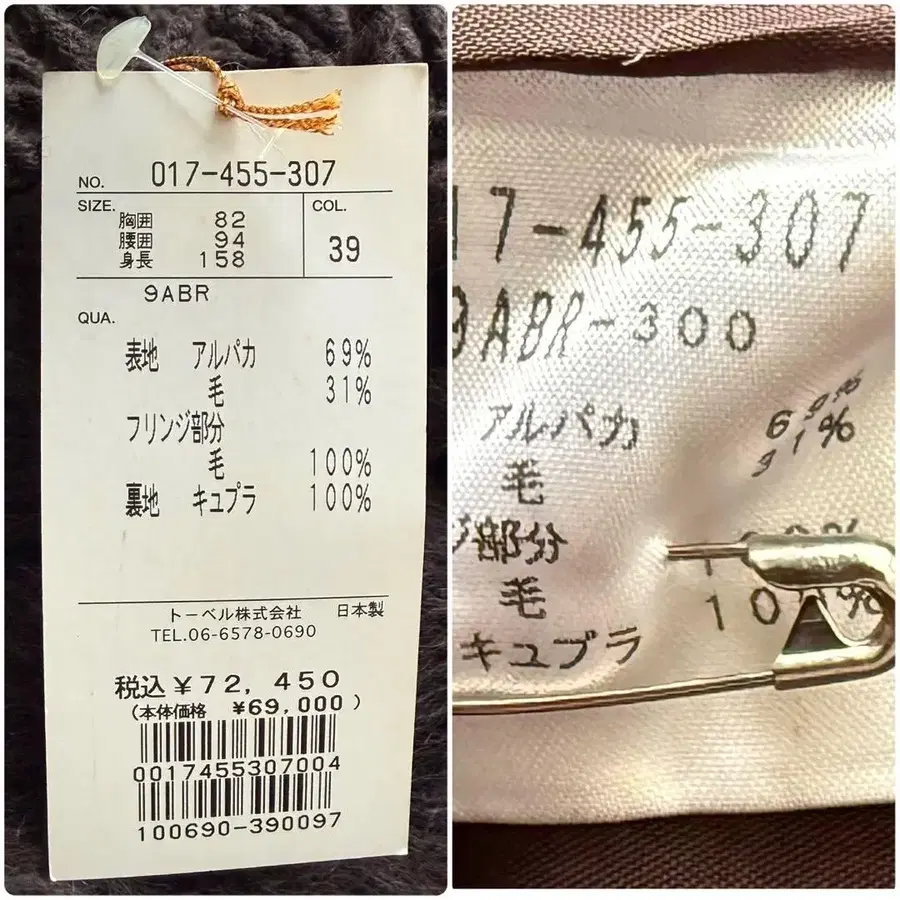 NO. 017-455-307
SIZE. COL.
胸囲 82
腰囲 94
身長 158
39
9ABR
QUA.
表地 アルパカ 69%
毛 31%
フリンジ部分
毛 100%
裏地 キュプラ 100%
トーベル株式会社 日本製
TEL.06-6578-0690
税込 ¥72,450
(本体価格 ¥69,000)
0017455307004
100690-390097
17-455-307
9ABR-300
アルパカ 69%
毛 31%
ジ部分
毛
キュプラ